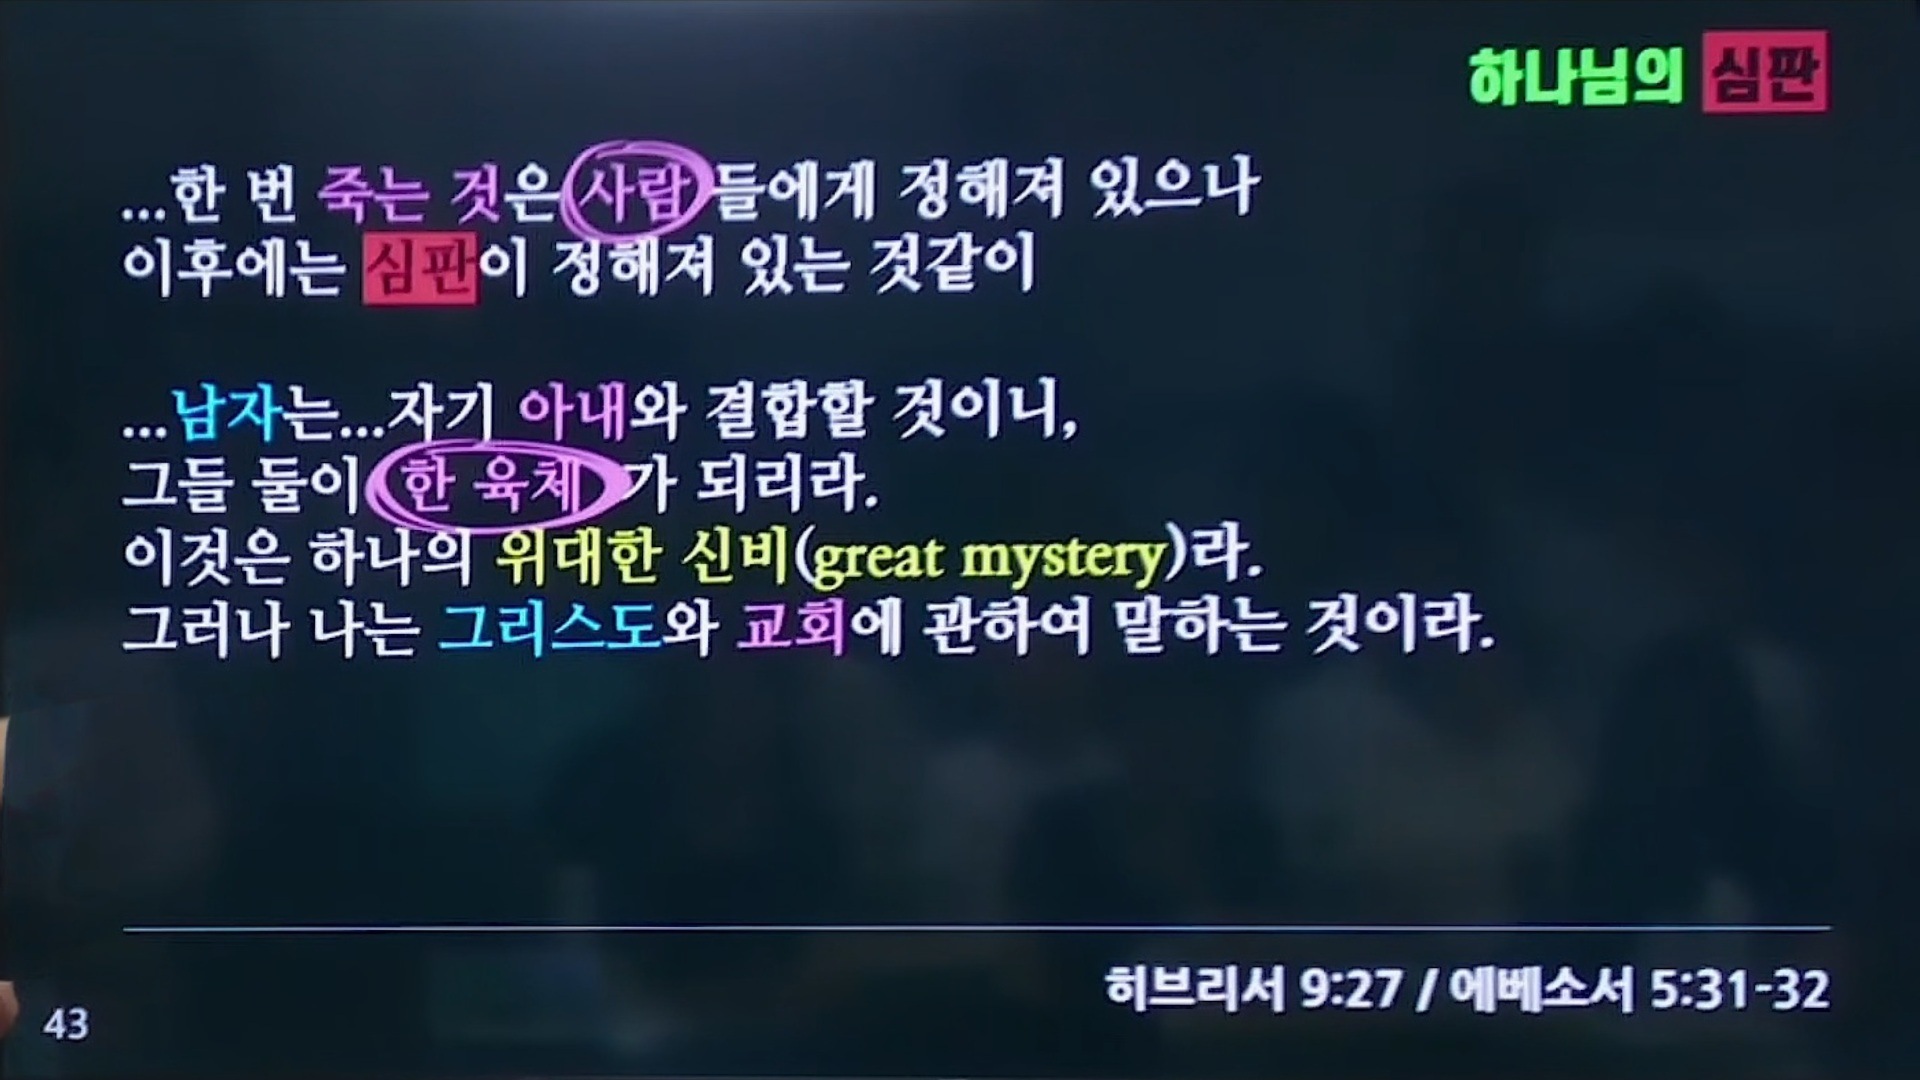 하나님의 심판
...한 번 죽는 것은 사람들에게 정해져 있으나
이후에는 심판이 정해져 있는 것같이
...남자는...자기 아내와 결합할 것이니,
그들 둘이 한 육체가 되리라.
이것은 하나의 위대한 신비(great mystery)라.
그러나 나는 그리스도와 교회에 관하여 말하는 것이라.
히브리서 9:27 / 에베소서 5:31-32
43